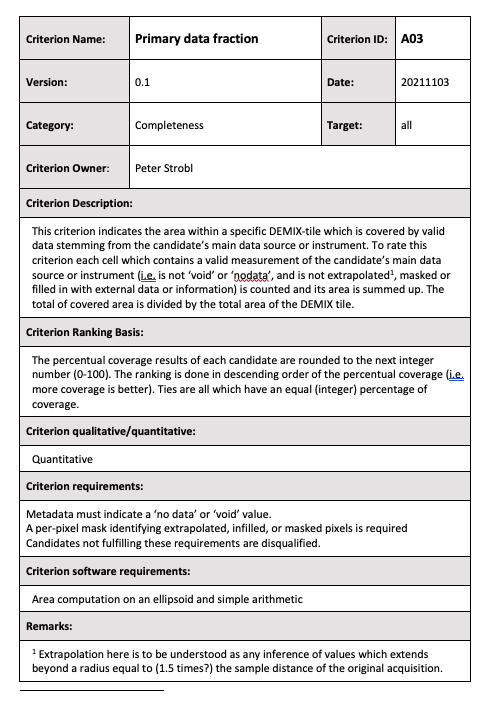 Criterion Name: Primary data fraction Criterion ID: A03
Version: 0.1 Date: 20211103
Category: Completeness Target: all
Criterion Owner: Peter Strobl
Criterion Description:
This criterion indicates the area within a specific DEMIX-tile which is covered by valid
data stemming from the candidate's main data source or instrument. To rate this
criterion each cell which contains a valid measurement of the candidate's main data
source or instrument (i.e. is not 'void' or 'nodata', and is not extrapolated¹, masked or
filled in with external data or information) is counted and its area is summed up. The
total of covered area is divided by the total area of the DEMIX tile.
Criterion Ranking Basis:
The percentual coverage results of each candidate are rounded to the next integer
number (0-100). The ranking is done in descending order of the percentual coverage (i.e.
more coverage is better). Ties are all which have an equal (integer) percentage of
coverage.
Criterion qualitative/quantitative:
Quantitative
Criterion requirements:
Metadata must indicate a 'no data' or 'void' value.
A per-pixel mask identifying extrapolated, infilled, or masked pixels is required
Candidates not fulfilling these requirements are disqualified.
Criterion software requirements:
Area computation on an ellipsoid and simple arithmetic
Remarks:
¹ Extrapolation here is to be understood as any inference of values which extends
beyond a radius equal to (1.5 times?) the sample distance of the original acquisition.